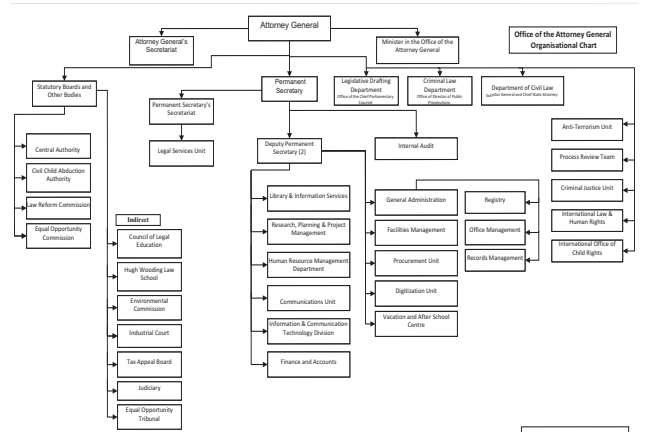 Attorney General
Office of the Attorney General
Organisational Chart
Attorney General's
Secretariat
Minister in the Office of the
Attorney General
Statutory Boards and
Other Bodies
Permanent
Secretary
Legislative Drafting
Department
Office of the Chief Parliamentary
Council
Criminal Law
Department
Office of Director of Public
Prosecutions
Department of Civil Law
General and Chief State Attorney
Permanent Secretary's
Secretariat
Legal Services Unit
Deputy Permanent
Secretary (2)
Internal Audit
Anti-Terrorism Unit
Process Review Team
Criminal Justice Unit
International Law &
Human Rights
International Office of
Child Rights
Central Authority
Civil Child Abduction
Authority
Law Reform Commission
Equal Opportunity
Commission
Indirect
Council of Legal
Education
Hugh Wooding Law
School
Environmental
Commission
Industrial Court
Tax Appeal Board
Judiciary
Equal Opportunity
Tribunal
Library & Information Services
Research, Planning & Project
Management
Human Resource Management
Department
Communications Unit
Information & Communication
Technology Division
Finance and Accounts
General Administration
Facilities Management
Procurement Unit
Digitization Unit
Vacation and After School
Centre
Registry
Office Management
Records Management